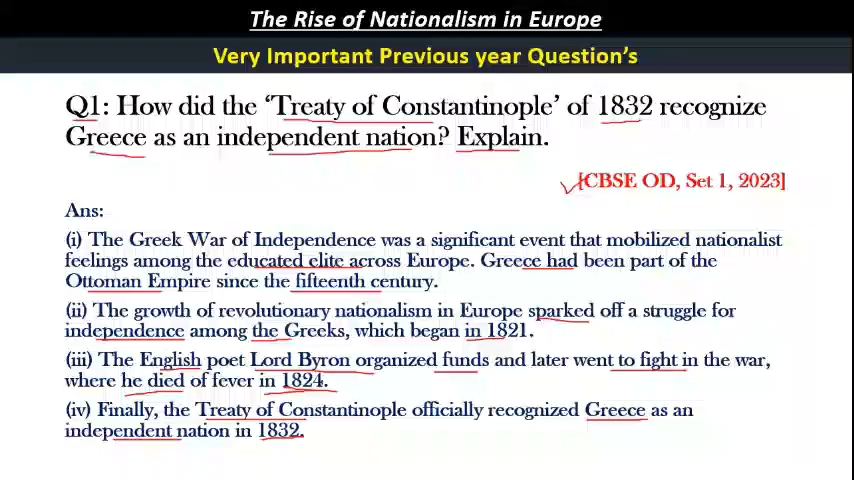 The Rise of Nationalism in Europe
Very Important Previous year Question's
Q1: How did the 'Treaty of Constantinople' of 1832 recognize
Greece as an independent nation? Explain.
[CBSE OD, Set 1, 2023]
Ans:
(i) The Greek War of Independence was a significant event that mobilized nationalist
feelings among the educated elite across Europe. Greece had been part of the
Ottoman Empire since the fifteenth century.
(ii) The growth of revolutionary nationalism in Europe sparked off a struggle for
independence among the Greeks, which began in 1821.
(iii) The English poet Lord Byron organized funds and later went to fight in the war,
where he died of fever in 1824.
(iv) Finally, the Treaty of Constantinople officially recognized Greece as an
independent nation in 1832.